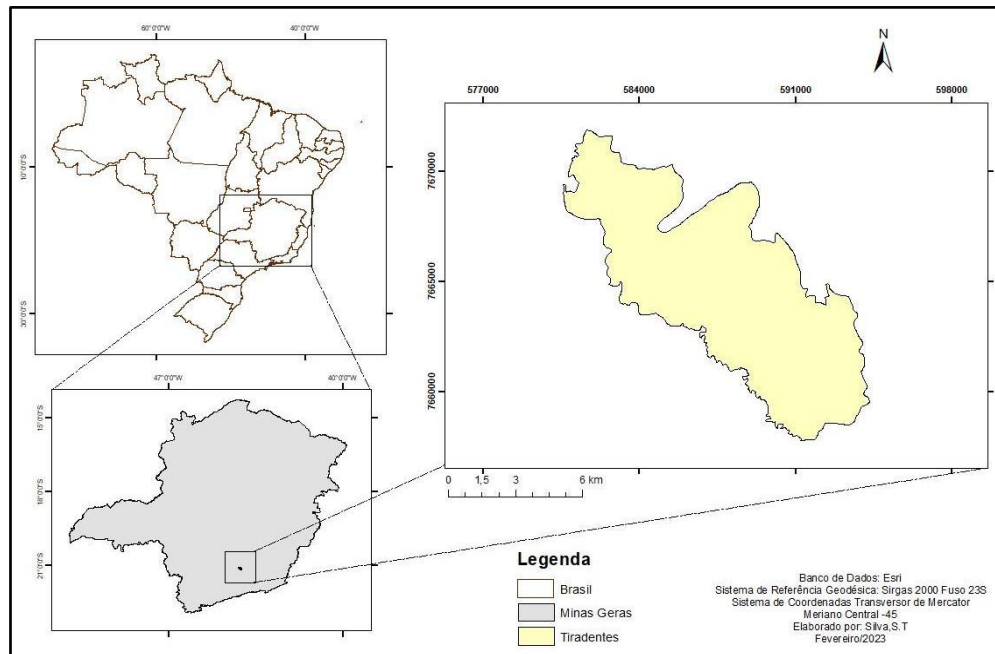 60°0'0"W
40°0'0"W
10°0'0"S
30°0'0"S
N
577000
584000
591000
598000
7670000
7665000
7660000
47°0'0"W
40°0'0"W
15°0'0"S
18°0'0"S
21°0'0"S
0 1,5 3 6 km
Legenda
Brasil
Minas Geras
Tiradentes
Banco de Dados: Esri
Sistema de Referência Geodésica: Sirgas 2000 Fuso 23S
Sistema de Coordenadas Transversor de Mercator
Meriano Central -45
Elaborado por: Silva,S.T
Fevereiro/2023